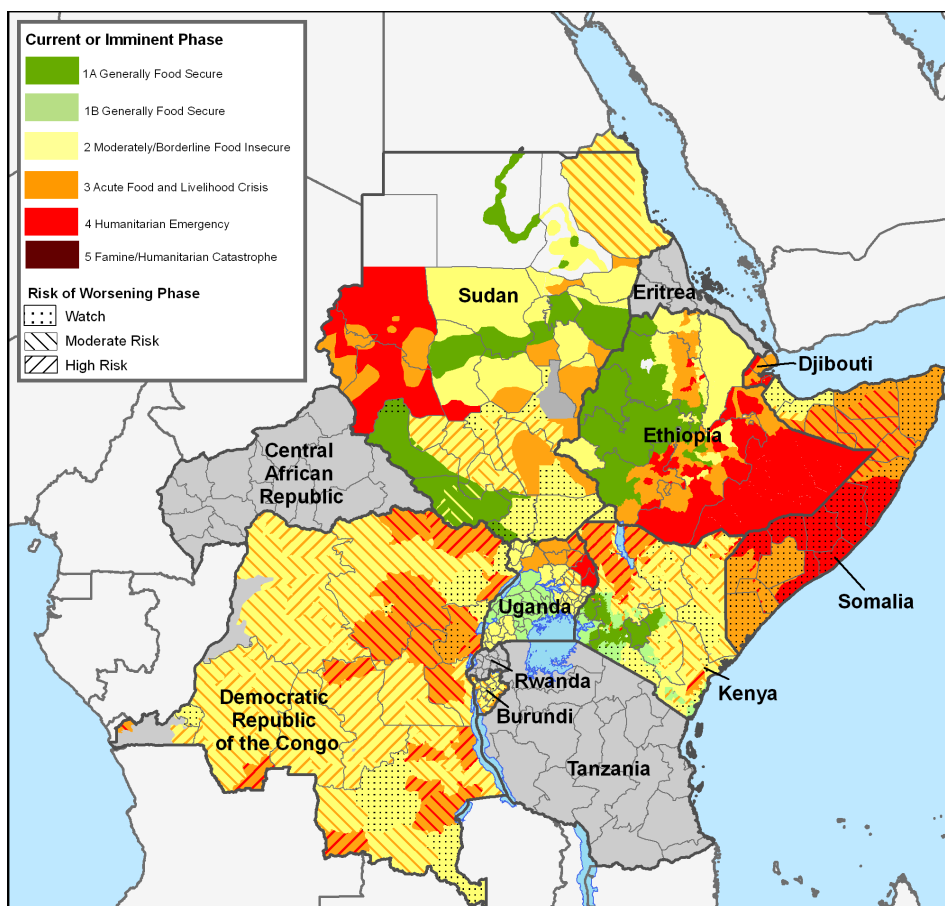 Current or Imminent Phase
1A Generally Food Secure
1B Generally Food Secure
2 Moderately/Borderline Food Insecure
3 Acute Food and Livelihood Crisis
4 Humanitarian Emergency
5 Famine/Humanitarian Catastrophe
Risk of Worsening Phase
Watch
Moderate Risk
High Risk
Sudan
Eritrea
Djibouti
Ethiopia
Central
African
Republic
Somalia
Uganda
Rwanda
Kenya
Burundi
Democratic
Republic
of the Congo
Tanzania